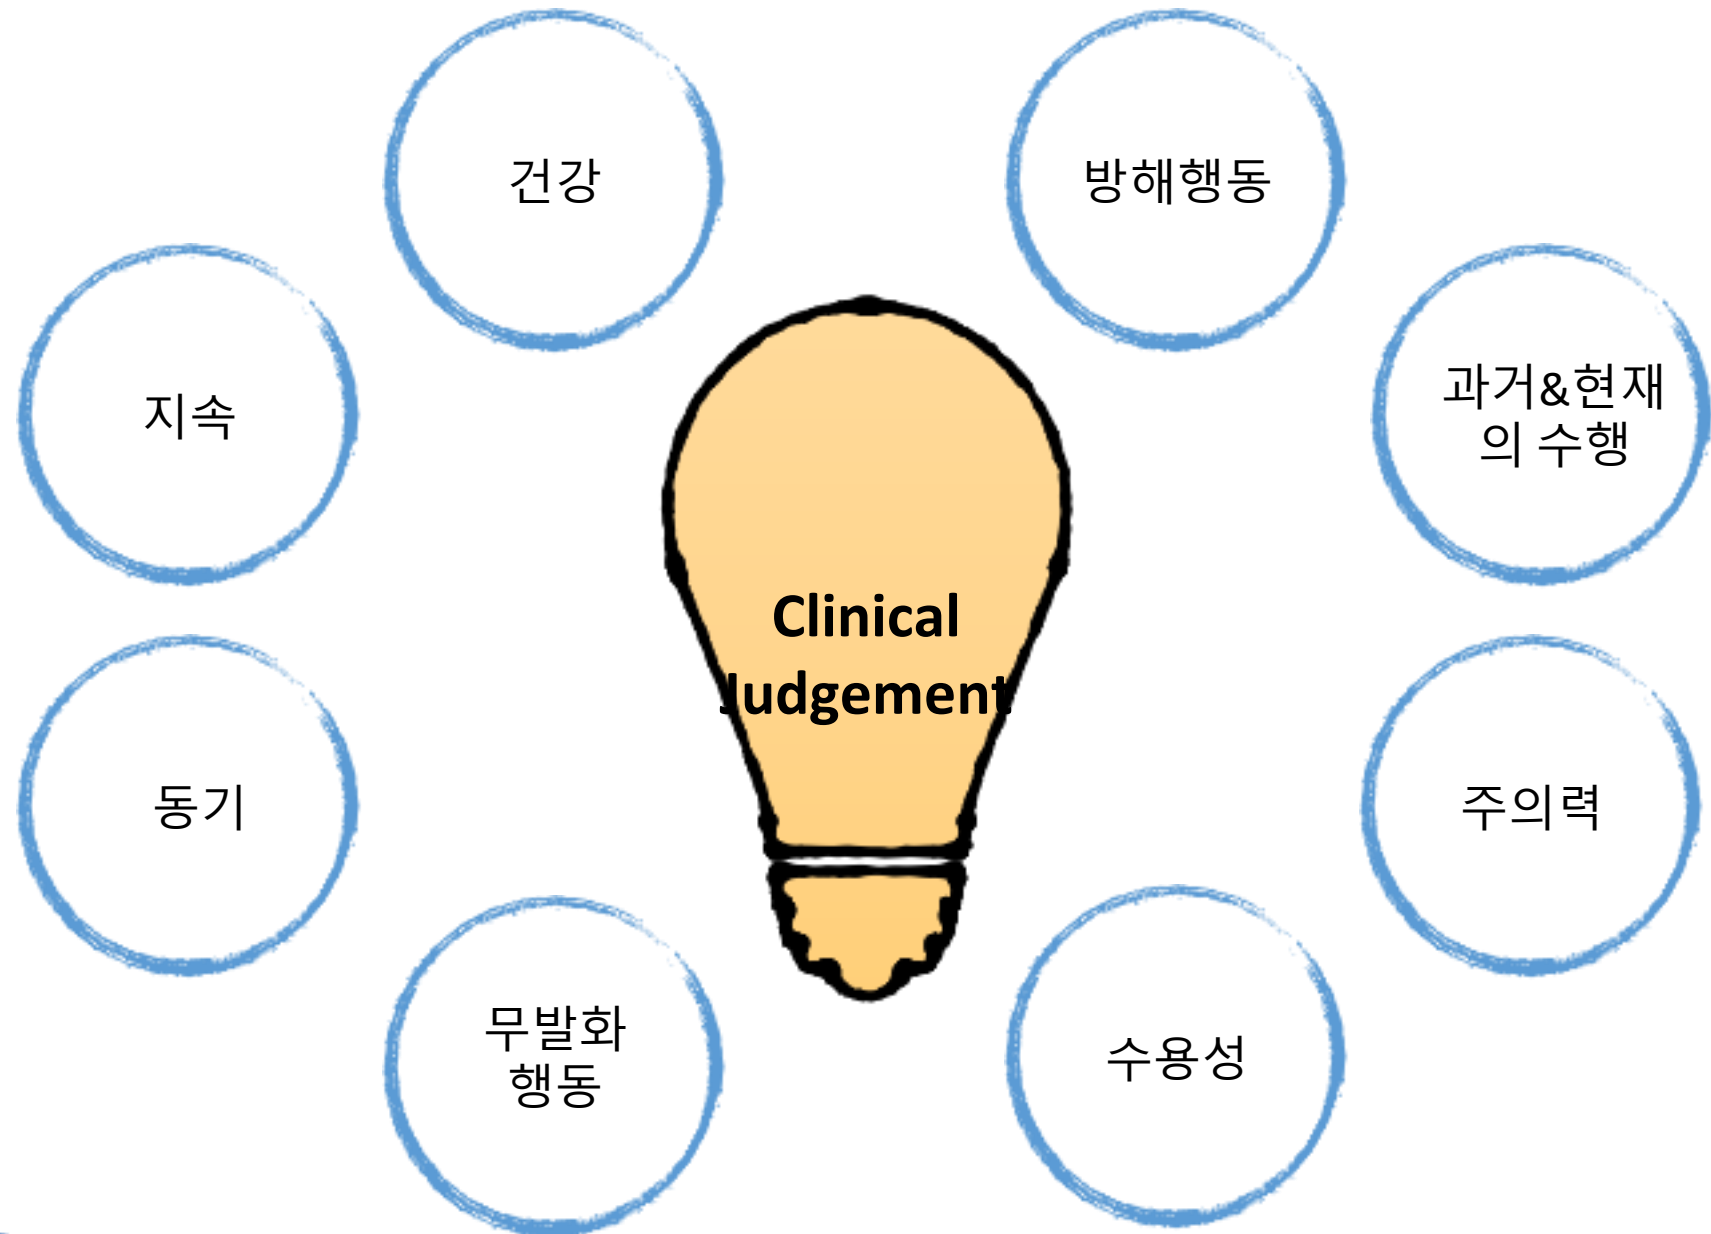 건강
방해행동
지속
과거&현재
의 수행
Clinical
Judgement
동기
주의력
무발화
행동
수용성